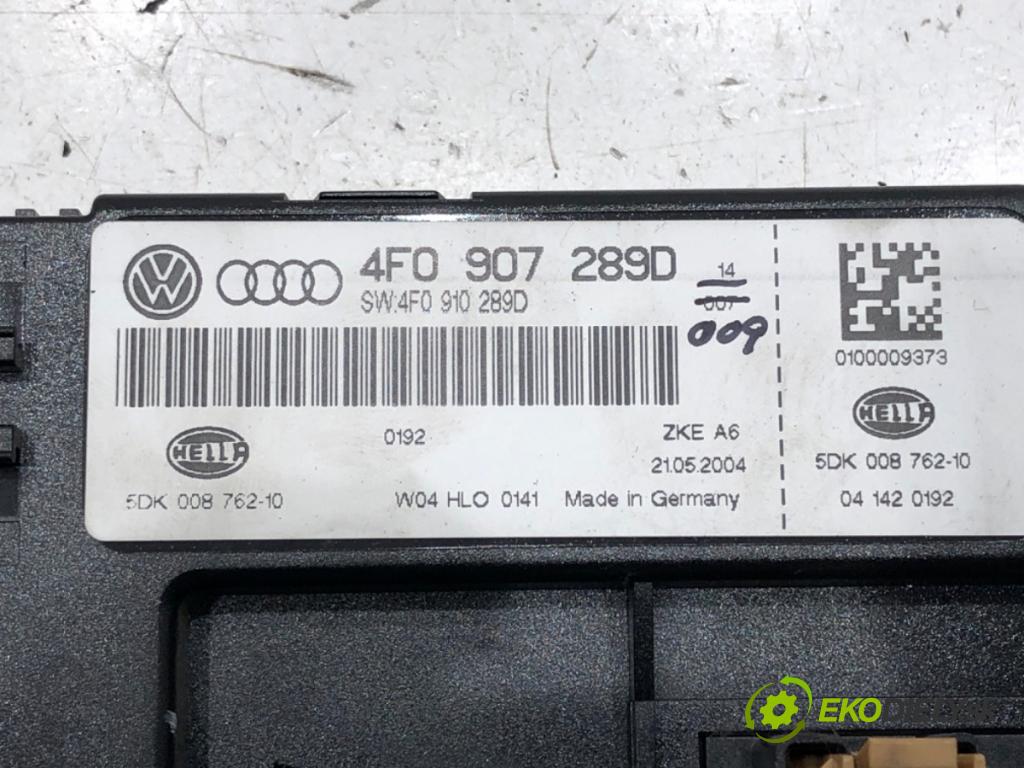 4F0 907 289D 14
SW:4F0 910 289D 007
009
0192
ZKE A6
21.05.2004
HELLA
5DK 008 762-10
W04 HLO 0141 Made in Germany
0100009373
HELLA
5DK 008 762-10
04 142 0192
EKO